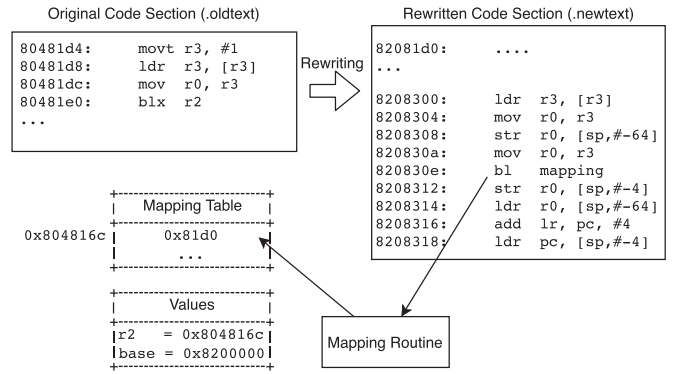 Original Code Section (.oldtext)
80481d4: movt r3, #1
80481d8: ldr r3, [r3]
80481dc: mov r0, r3
80481e0: blx r2
...
Rewriting
Rewritten Code Section (.newtext)
82081d0: ....
...
8208300: ldr r3, [r3]
8208304: mov r0, r3
8208308: str r0, [sp,#-64]
820830a: mov r0, r3
820830e: bl mapping
8208312: str r0, [sp,#-4]
8208314: ldr r0, [sp,#-64]
8208316: add lr, pc, #4
8208318: ldr pc, [sp,#-4]
Mapping Table
0x804816c 0x81d0
...
Values
r2 = 0x804816c
base = 0x8200000
Mapping Routine